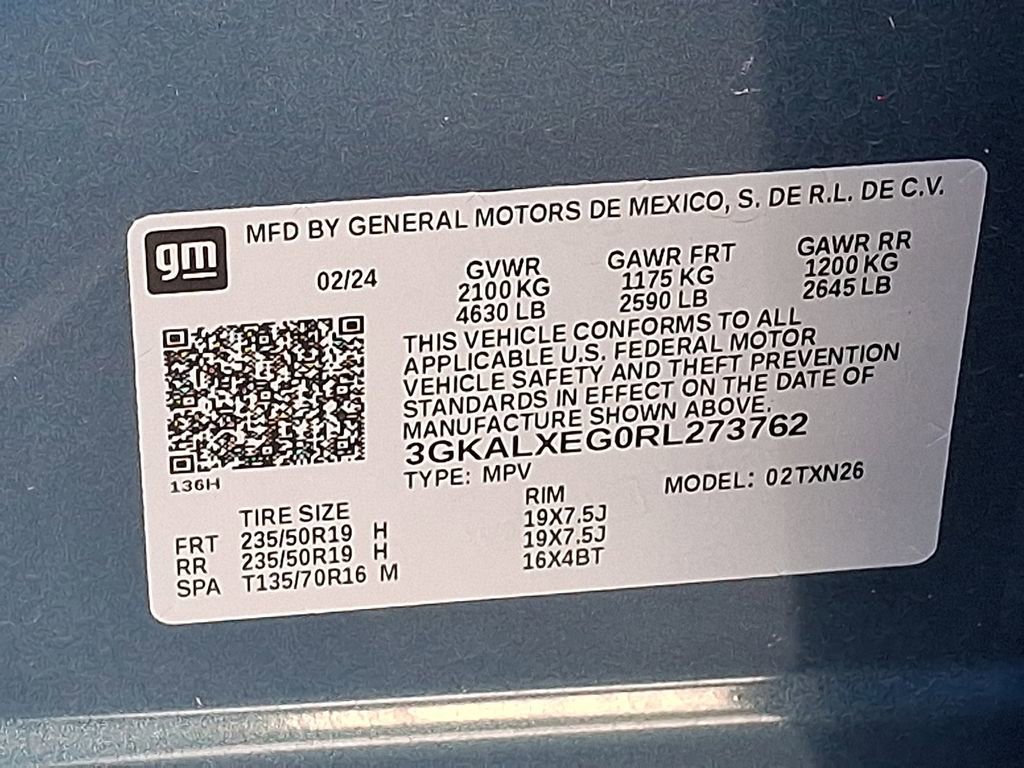 gm
MFD BY GENERAL MOTORS DE MEXICO, S. DE R.L. DE C.V.
02/24 GVWR GAWR FRT GAWR RR
2100 KG 1175 KG 1200 KG
4630 LB 2590 LB 2645 LB
THIS VEHICLE CONFORMS TO ALL
APPLICABLE U.S. FEDERAL MOTOR
VEHICLE SAFETY AND THEFT PREVENTION
STANDARDS IN EFFECT ON THE DATE OF
MANUFACTURE SHOWN ABOVE.
3GKALXEG0RL273762
136H
TYPE: MPV MODEL: 02TXN26
TIRE SIZE RIM
FRT 235/50R19 H 19X7.5J
RR 235/50R19 H 19X7.5J
SPA T135/70R16 M 16X4BT